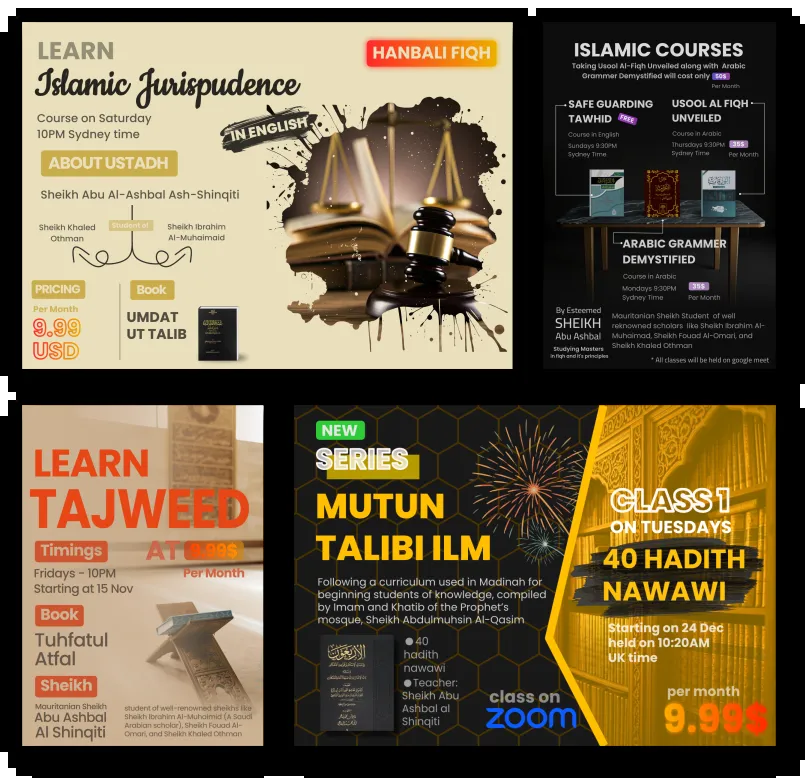 LEARN
Islamic Jurispudence
HANBALI FIQH
Course on Saturday
10PM Sydney time
IN ENGLISH
ABOUT USTADH
Sheikh Abu Al-Ashbal Ash-Shinqiti
Sheikh Khaled
Othman
Student of
Sheikh Ibrahim
Al-Muhaimaid
PRICING
Per Month
9.99
USD
Book
UMDAT
UT TALIB
ISLAMIC COURSES
Taking Usool Al-Fiqh Unveiled along with Arabic
Grammer Demystified will cost only 50$
Per Month
SAFE GUARDING
TAWHID FREE
Course in English
Sundays 9:30PM
Sydney Time
USOOL AL FIQH
UNVEILED
Course in Arabic
Thursdays 9:30PM 35$
Sydney Time Per Month
ARABIC GRAMMER
DEMYSTIFIED
Course in Arabic
Mondays 9:30PM 35$
Sydney Time Per Month
By Esteemed
SHEIKH
Abu Ashbal
Studying Masters
in fiqh and it's principles
Mauritanian Sheikh Student of well
reknowned scholars like Sheikh Ibrahim Al-
Muhaimad, Sheikh Fouad Al-Omari, and
Sheikh Khaled Othman
* All classes will be held on google meet
LEARN
TAJWEED
Timings
AT 9.99$
Per Month
Fridays - 10PM
Starting at 15 Nov
Book
Tuhfatul
Atfal
Sheikh
Mauritanian Sheikh
Abu Ashbal
Al Shinqiti
student of well-renowned sheikhs like
Sheikh Ibrahim Al-Muhaimid (A Saudi
Arabian scholar), Sheikh Fouad Al-
Omari, and Sheikh Khaled Othman
NEW
SERIES
MUTUN
TALIBI ILM
Following a curriculum used in Madinah for
beginning students of knowledge, compiled
by Imam and Khatib of the Prophet's
mosque, Sheikh Abdulmuhsin Al-Qasim
الأربعون
● 40
hadith
nawawi
● Teacher:
Sheikh Abu
Ashbal al
Shinqiti
class on
zoom
CLASS 1
ON TUESDAYS
40 HADITH
NAWAWI
Starting on 24 Dec
held on 10:20AM
UK time
per month
9.99$